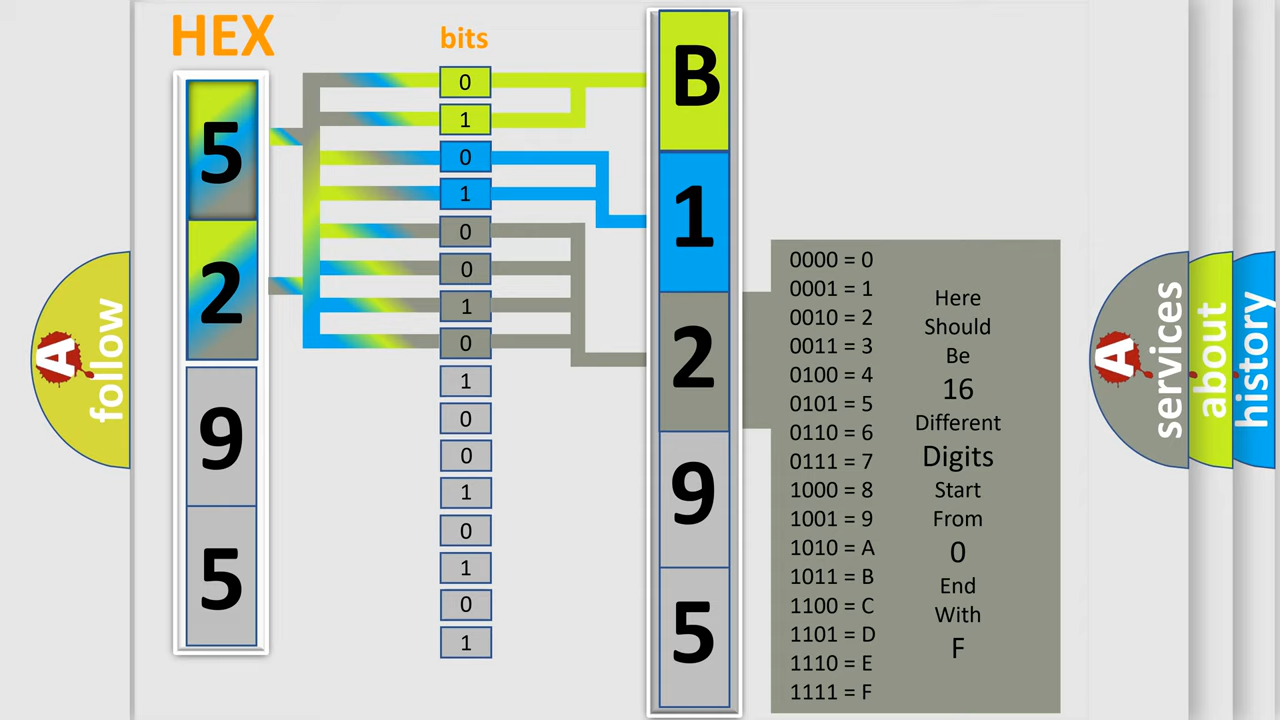 HEX
bits
5
2
9
5
0
1
0
1
0
0
1
0
1
0
0
1
0
1
0
1
B
1
2
9
5
0000 = 0
0001 = 1
0010 = 2
0011 = 3
0100 = 4
0101 = 5
0110 = 6
0111 = 7
1000 = 8
1001 = 9
1010 = A
1011 = B
1100 = C
1101 = D
1110 = E
1111 = F
Here
Should
Be
16
Different
Digits
Start
From
0
End
With
F
A
follow
A
services
about
history